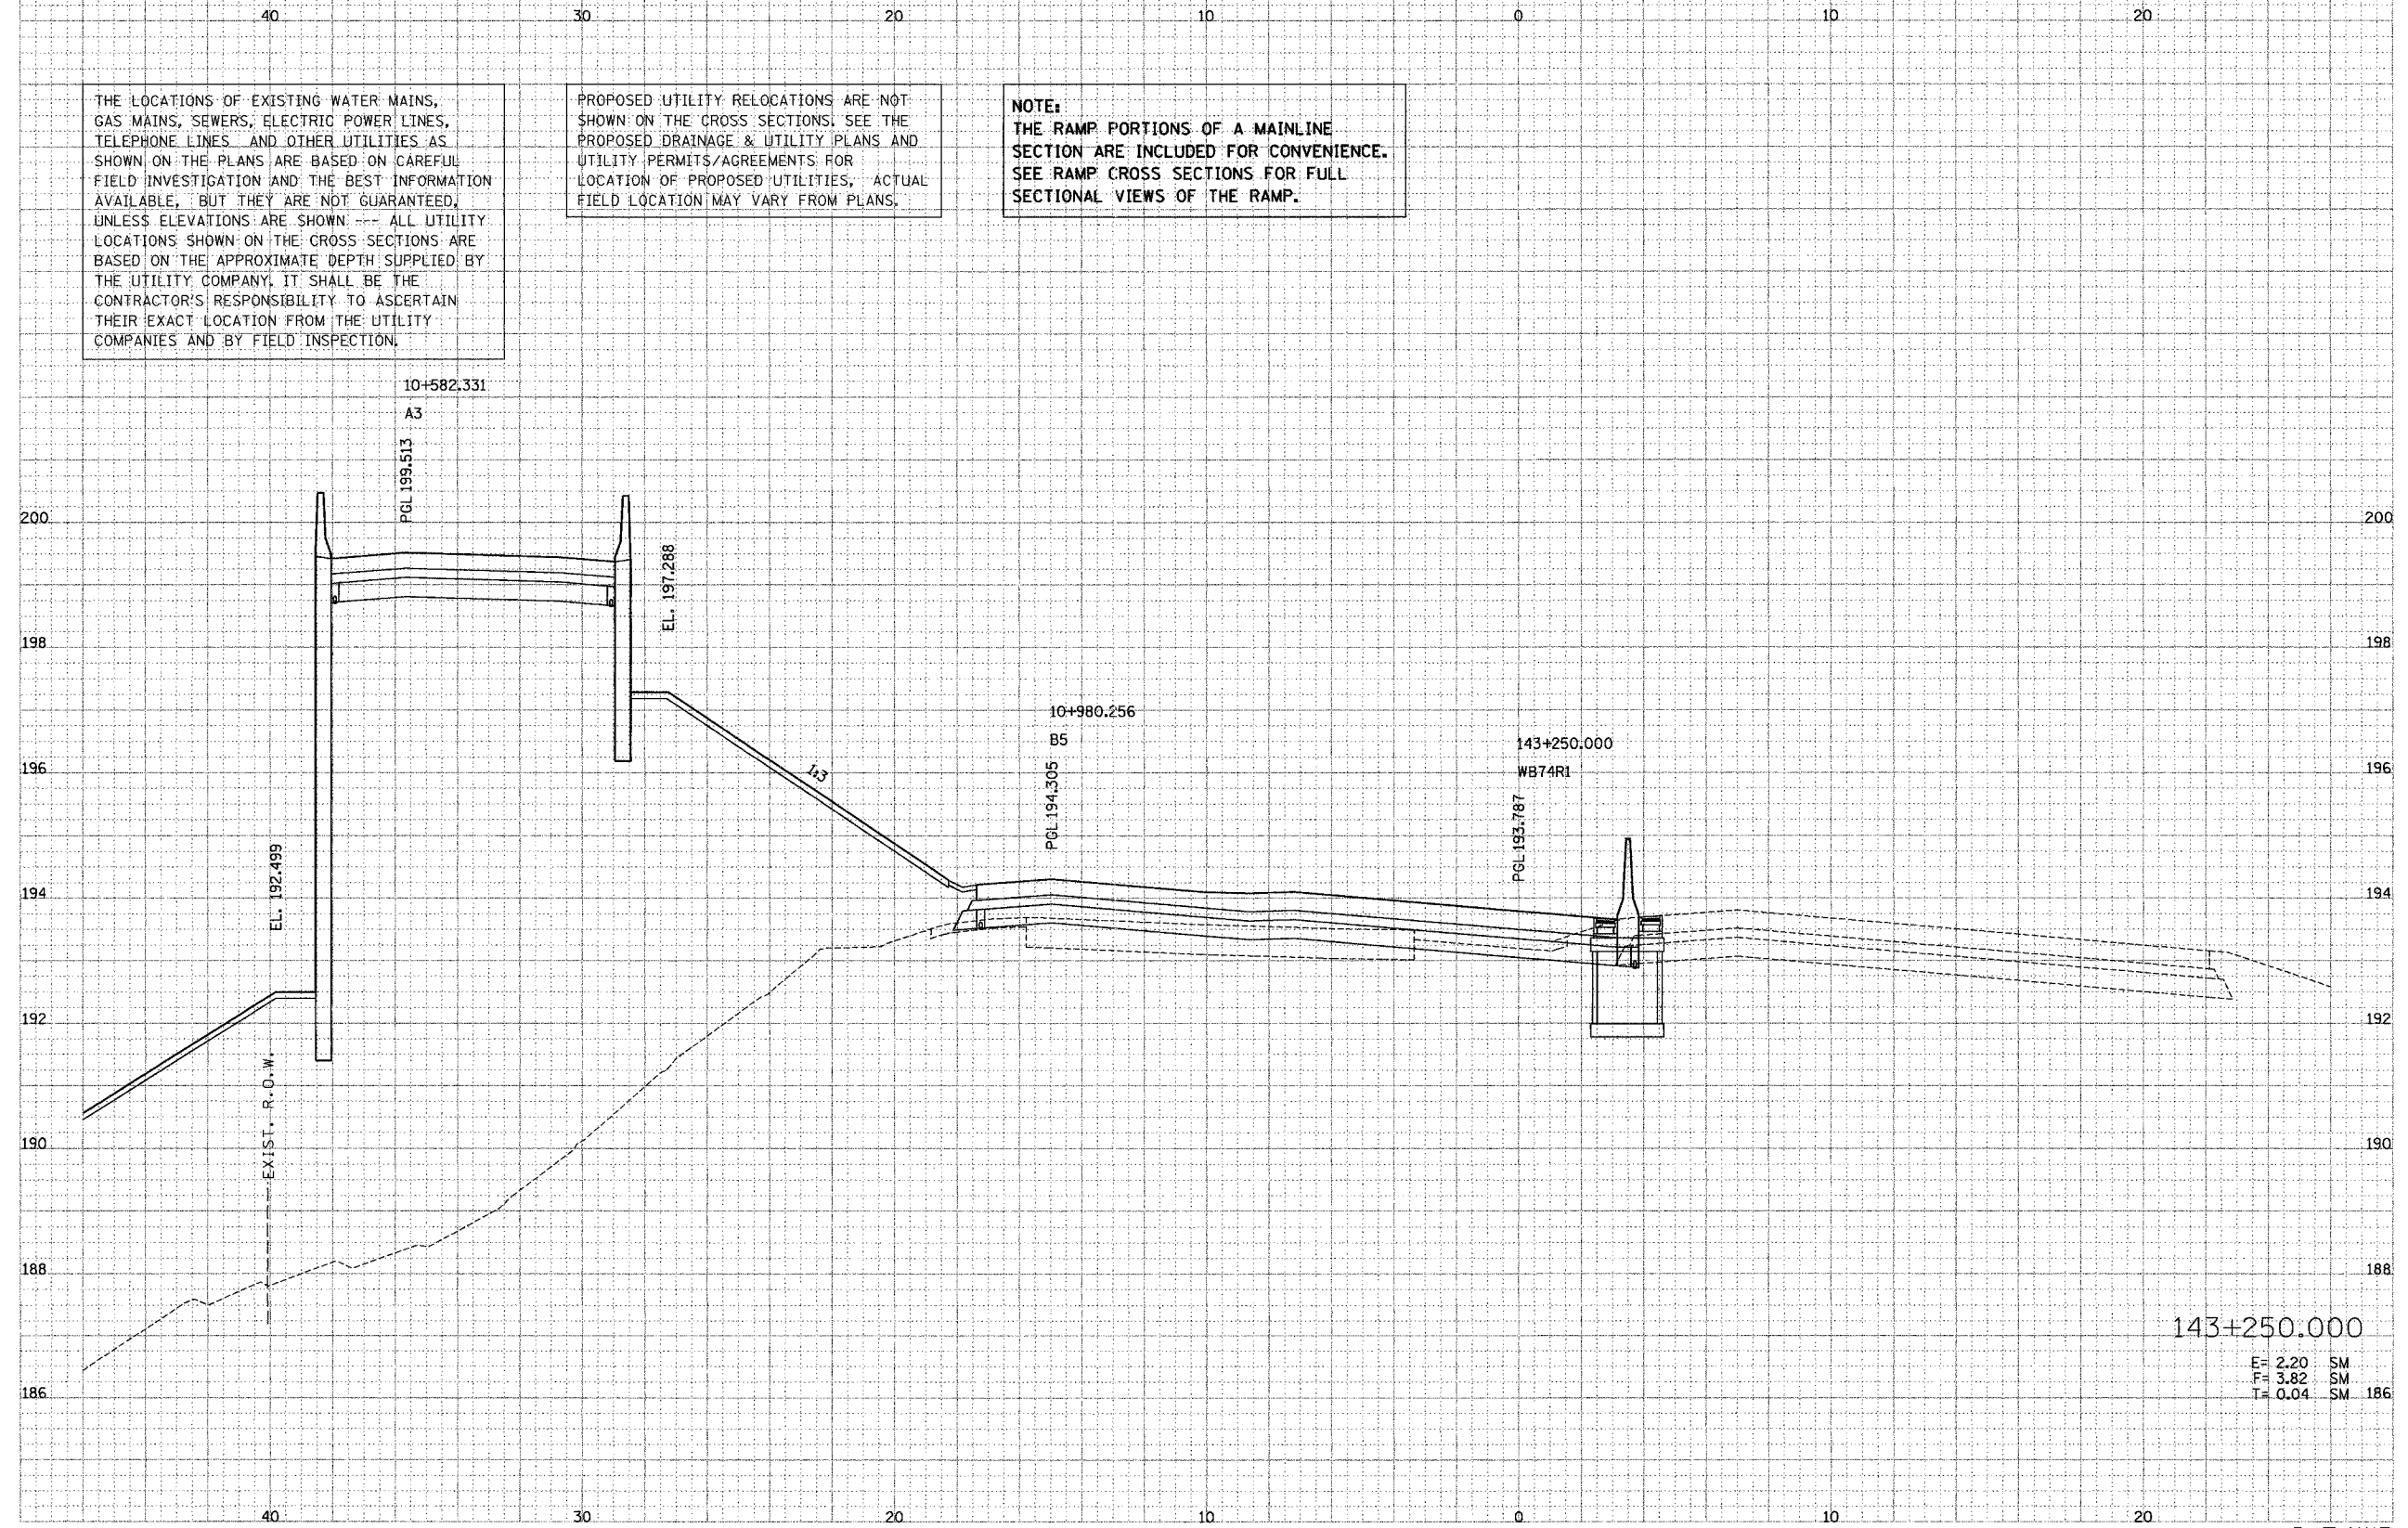 40 30 20 10 0 10 20
THE LOCATIONS OF EXISTING WATER MAINS,
GAS MAINS, SEWERS, ELECTRIC POWER LINES,
TELEPHONE LINES AND OTHER UTILITIES AS
SHOWN ON THE PLANS ARE BASED ON CAREFUL
FIELD INVESTIGATION AND THE BEST INFORMATION
AVAILABLE, BUT THEY ARE NOT GUARANTEED,
UNLESS ELEVATIONS ARE SHOWN --- ALL UTILITY
LOCATIONS SHOWN ON THE CROSS SECTIONS ARE
BASED ON THE APPROXIMATE DEPTH SUPPLIED BY
THE UTILITY COMPANY. IT SHALL BE THE
CONTRACTOR'S RESPONSIBILITY TO ASCERTAIN
THEIR EXACT LOCATION FROM THE UTILITY
COMPANIES AND BY FIELD INSPECTION.
PROPOSED UTILITY RELOCATIONS ARE NOT
SHOWN ON THE CROSS SECTIONS. SEE THE
PROPOSED DRAINAGE & UTILITY PLANS AND
UTILITY PERMITS/AGREEMENTS FOR
LOCATION OF PROPOSED UTILITIES, ACTUAL
FIELD LOCATION MAY VARY FROM PLANS.
NOTE:
THE RAMP PORTIONS OF A MAINLINE
SECTION ARE INCLUDED FOR CONVENIENCE.
SEE RAMP CROSS SECTIONS FOR FULL
SECTIONAL VIEWS OF THE RAMP.
10+582.331
A3
PGL 199.513
200 200
EL. 197.288
198 198
10+980.256
B5
PGL 194.305
143+250.000
WB74R1
PGL 193.787
196 196
1:3
EL. 192.499
194 194
192 192
EXIST. R.O.W.
190 190
188 188
143+250.000
E= 2.20 SM
F= 3.82 SM
T= 0.04 SM
186 186
40 30 20 10 0 10 20